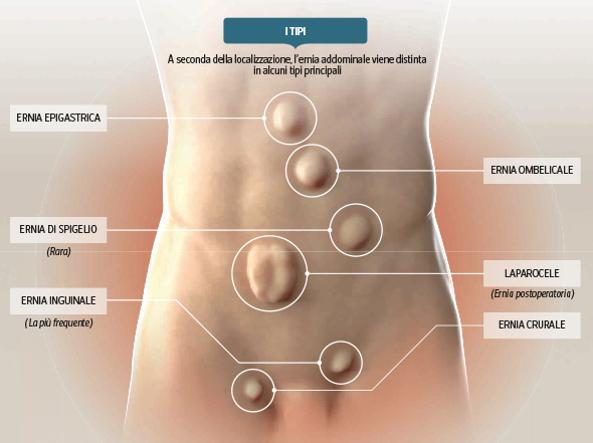 I TIPI
A seconda della localizzazione, l'ernia addominale viene distinta
in alcuni tipi principali
ERNIA EPIGASTRICA
ERNIA OMBELICALE
ERNIA DI SPIGELIO
(Rara)
LAPAROCELE
(Ernia postoperatoria)
ERNIA INGUINALE
(La più frequente)
ERNIA CRURALE